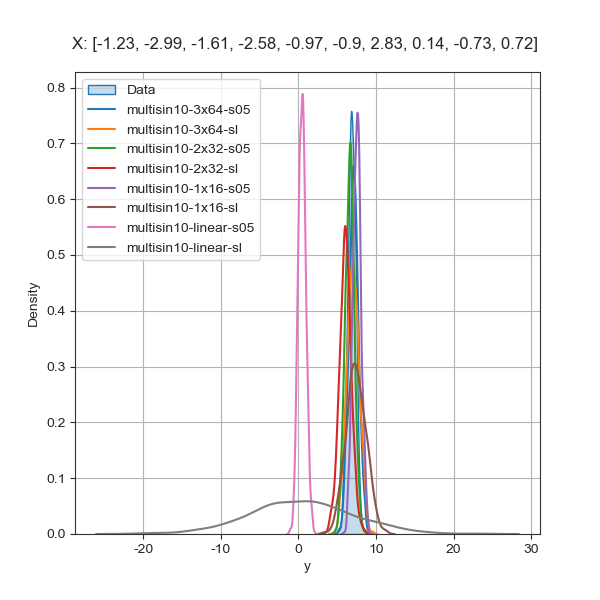 X: [-1.23, -2.99, -1.61, -2.58, -0.97, -0.9, 2.83, 0.14, -0.73, 0.72]
0.8
0.7
0.6
0.5
0.4
0.3
0.2
0.1
0.0
Density
Data
multisin10-3x64-s05
multisin10-3x64-sl
multisin10-2x32-s05
multisin10-2x32-sl
multisin10-1x16-s05
multisin10-1x16-sl
multisin10-linear-s05
multisin10-linear-sl
-20 -10 0 10 20 30
y